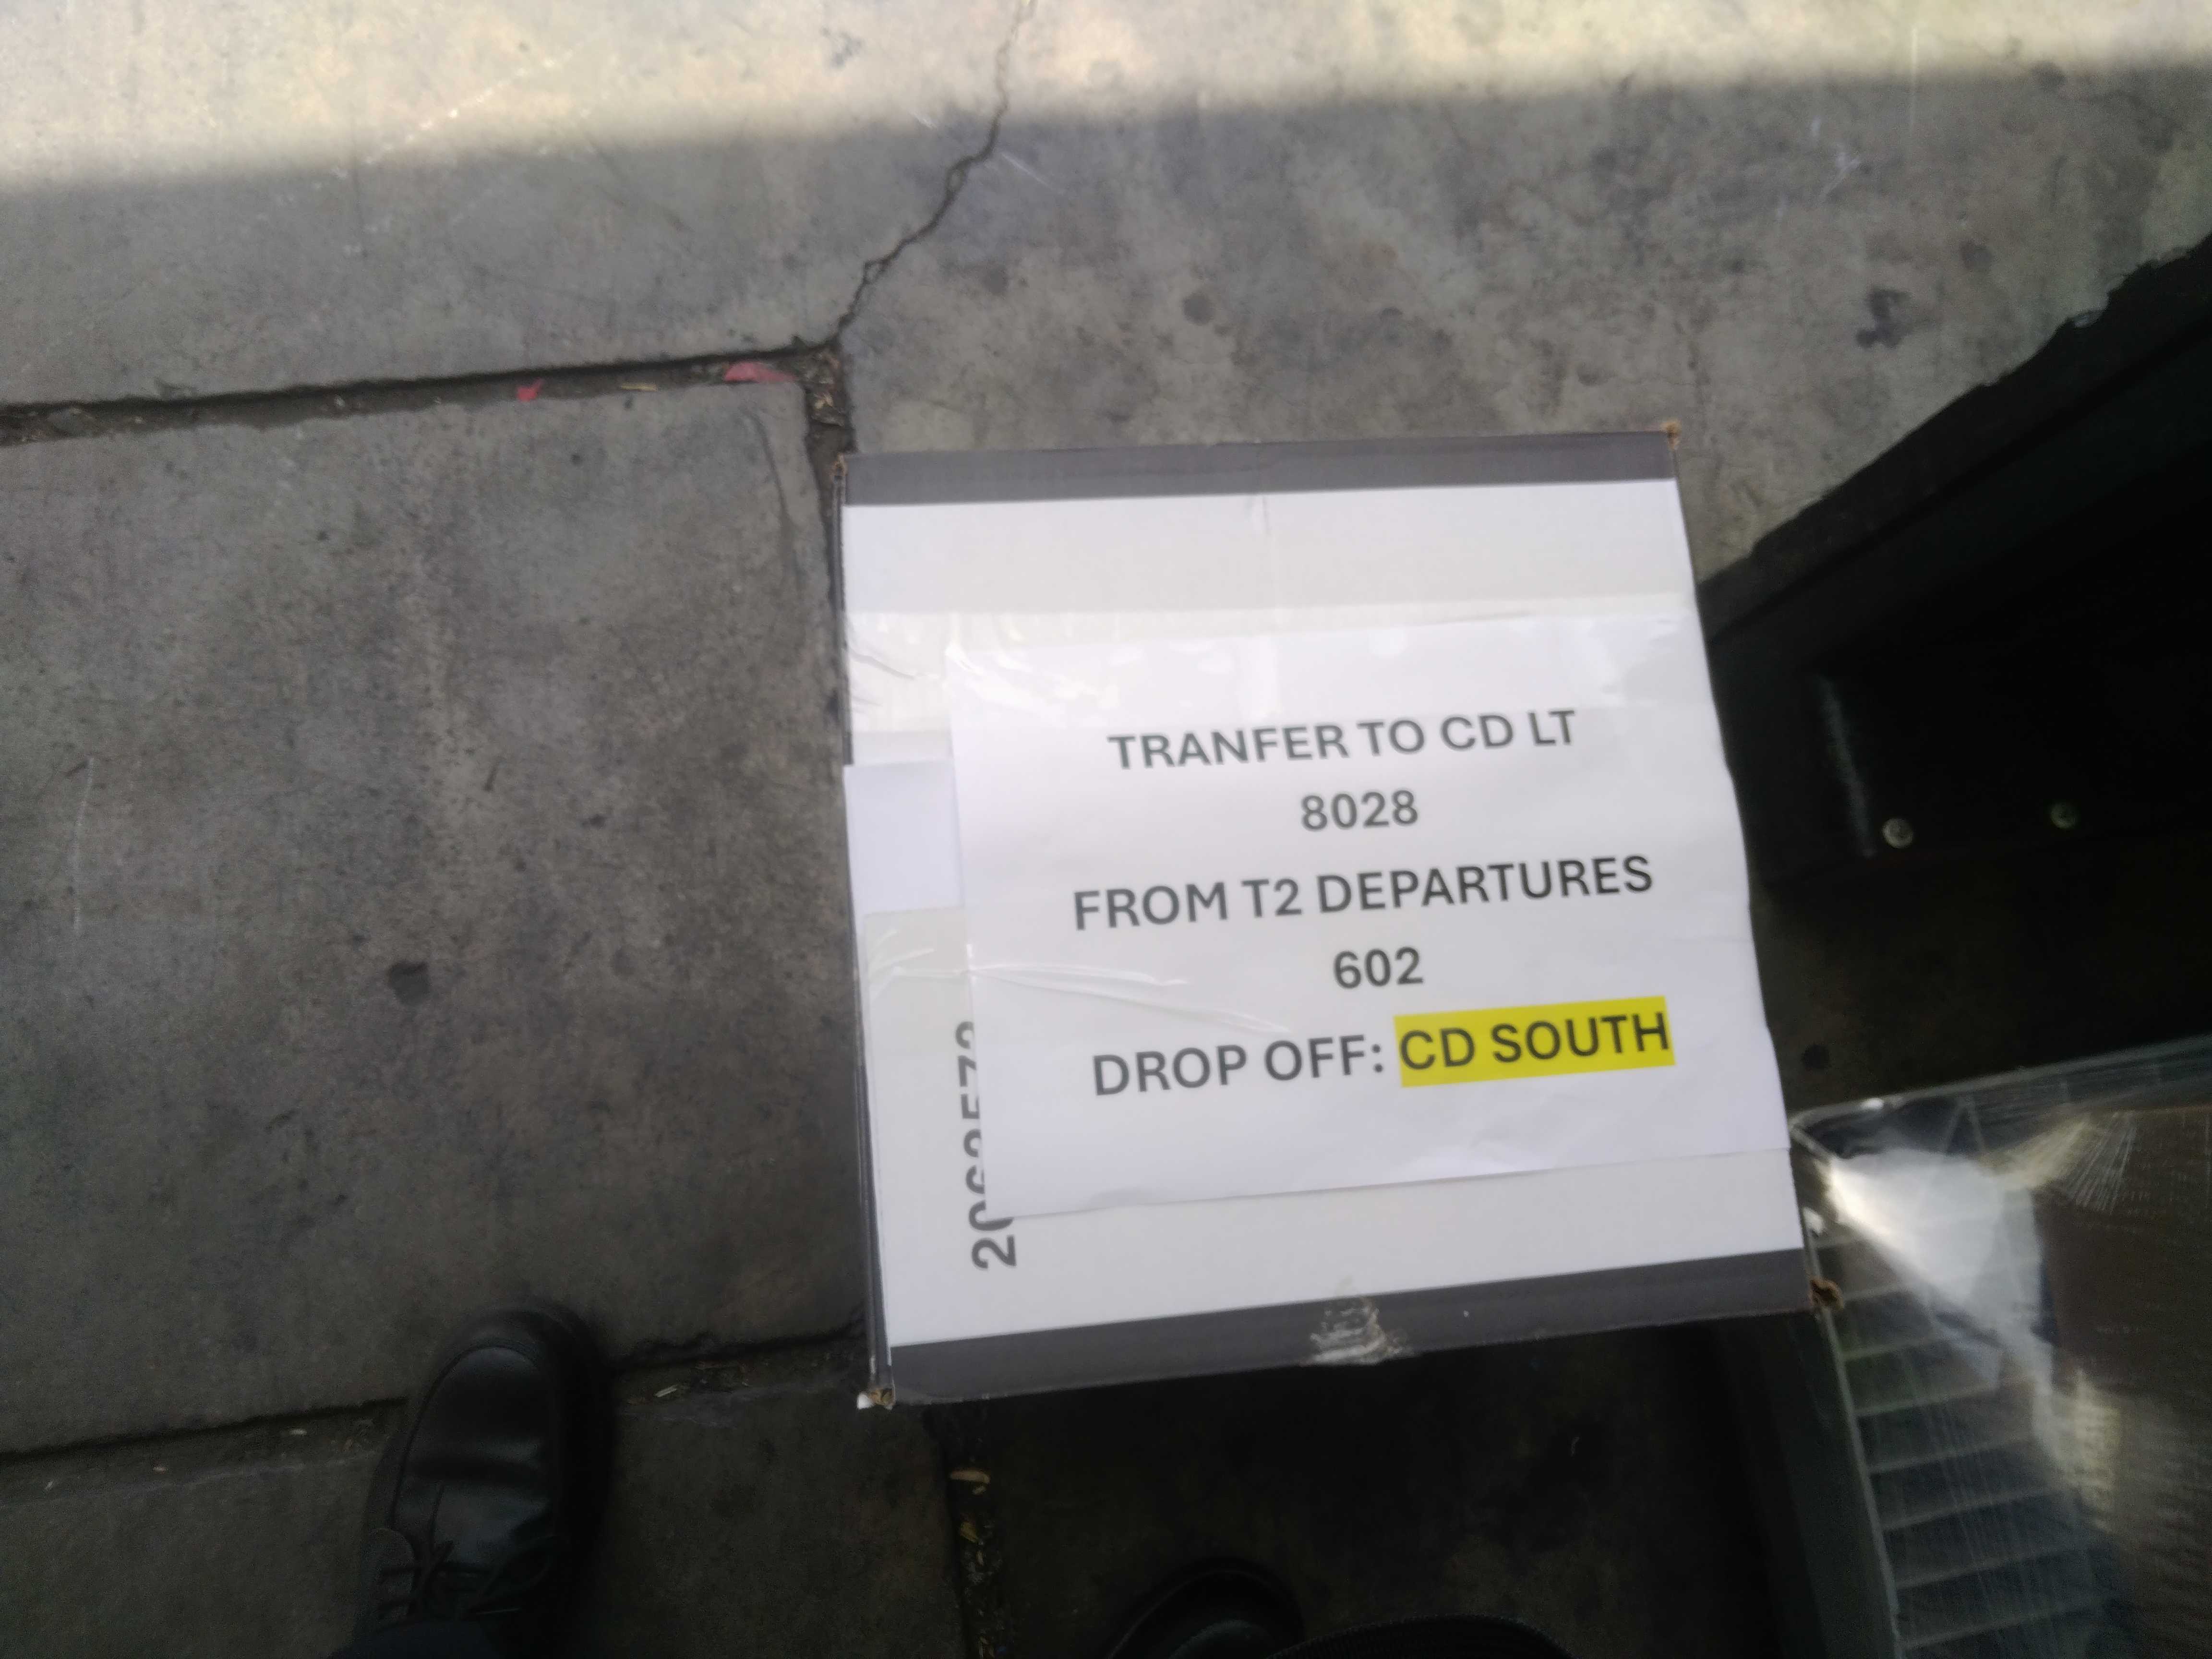 TRANFER TO CD LT
8028
FROM T2 DEPARTURES
602
DROP OFF: CD SOUTH